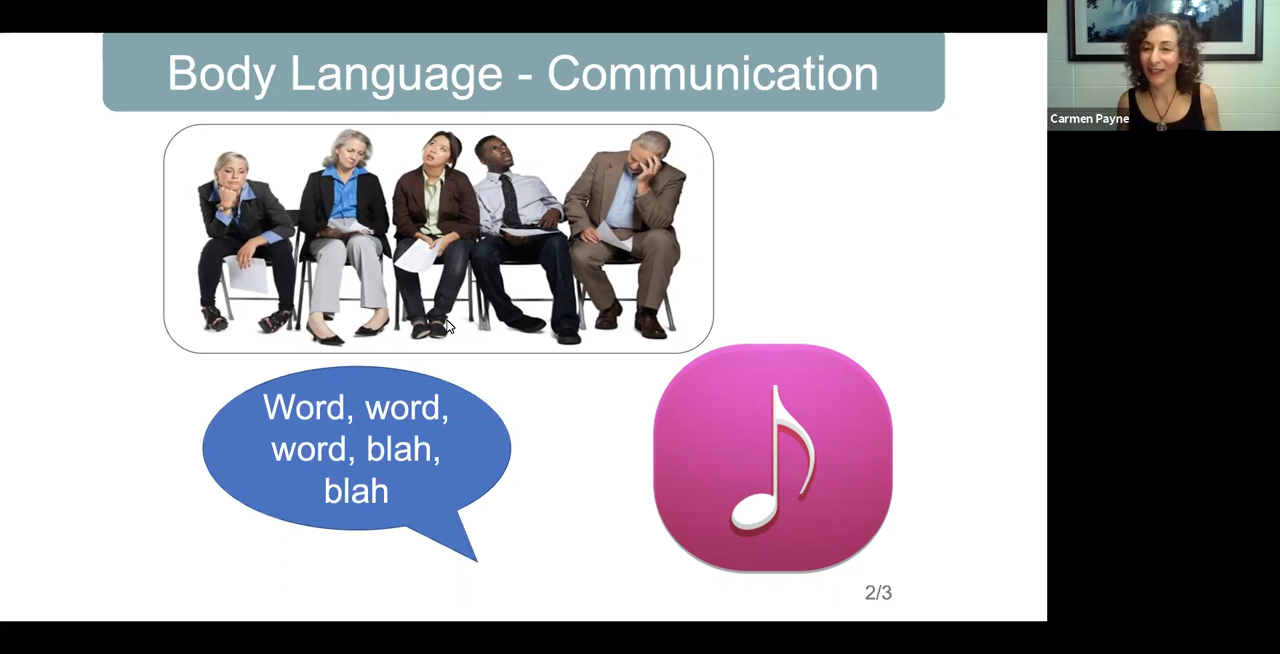 Body Language - Communication
Carmen Payne
Word, word,
word, blah,
blah
2/3